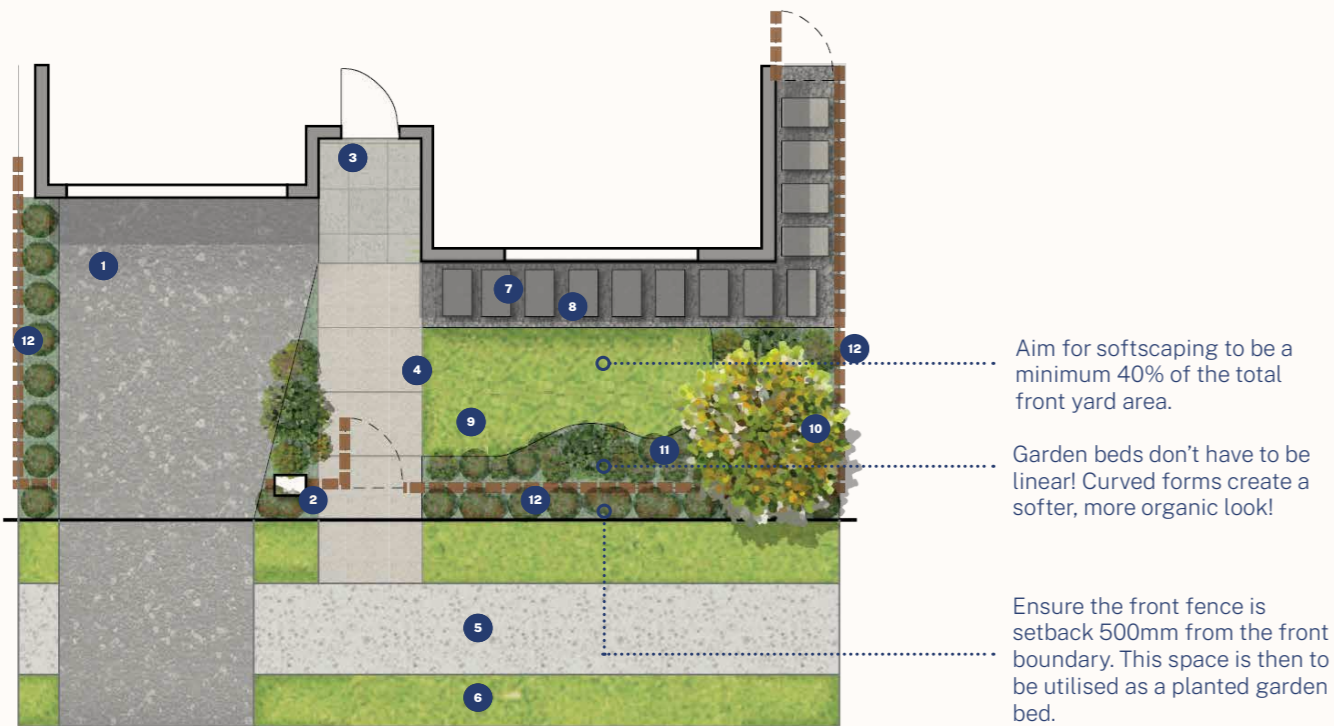 3
1
7
8
12
12
4
9
10
11
2
12
5
6
Aim for softscaping to be a
minimum 40% of the total
front yard area.
Garden beds don’t have to be
linear! Curved forms create a
softer, more organic look!
Ensure the front fence is
setback 500mm from the front
boundary. This space is then to
be utilised as a planted garden
bed.